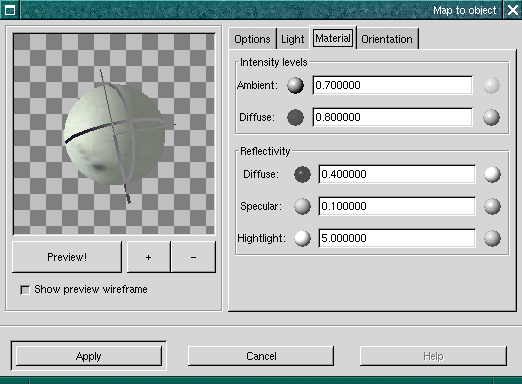 Map to object
Options Light Material Orientation
Intensity levels
Ambient: 0.700000
Diffuse: 0.800000
Reflectivity
Diffuse: 0.400000
Specular: 0.100000
Hightlight: 5.000000
Preview! + -
Show preview wireframe
Apply Cancel Help